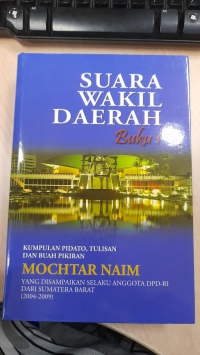 SUARA
WAKIL
DAERAH
Buku 1
KUMPULAN PIDATO, TULISAN
DAN BUAH PIKIRAN
MOCHTAR NAIM
YANG DISAMPAIKAN SELAKU ANGGOTA DPD-RI
DARI SUMATERA BARAT
(2004-2009)